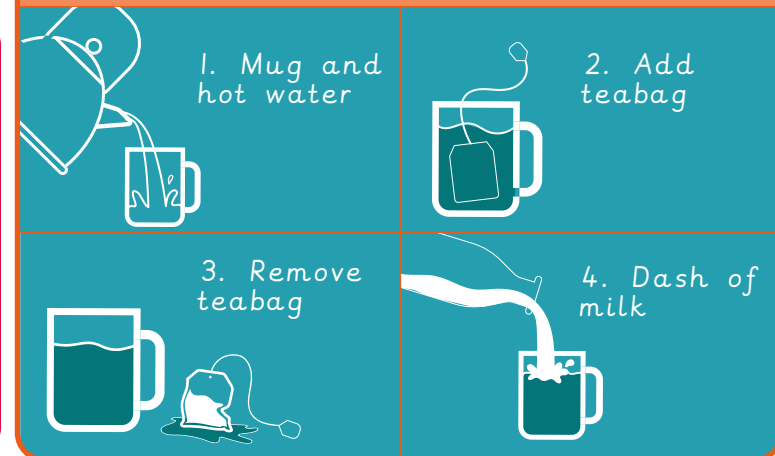 1. Mug and
hot water
2. Add
teabag
3. Remove
teabag
4. Dash of
milk